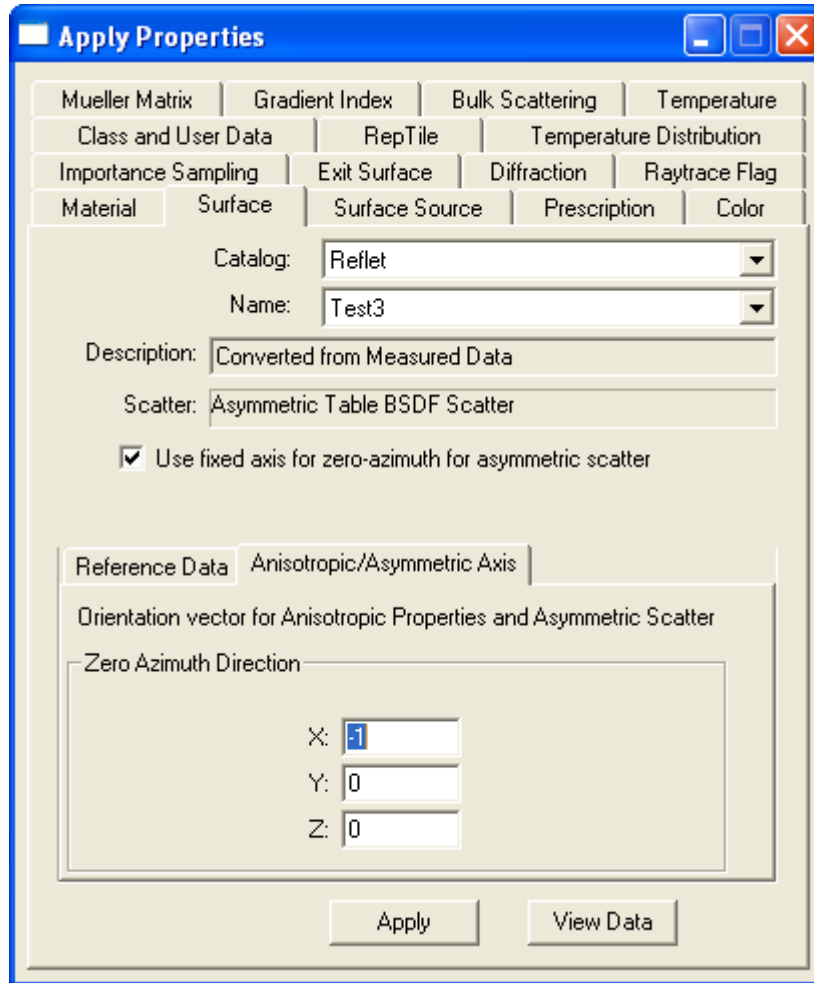 Apply Properties
Mueller Matrix Gradient Index Bulk Scattering Temperature
Class and User Data RepTile Temperature Distribution
Importance Sampling Exit Surface Diffraction Raytrace Flag
Material Surface Surface Source Prescription Color
Catalog: Reflet
Name: Test3
Description: Converted from Measured Data
Scatter: Asymmetric Table BSDF Scatter
Use fixed axis for zero-azimuth for asymmetric scatter
Reference Data Anisotropic/Asymmetric Axis
Orientation vector for Anisotropic Properties and Asymmetric Scatter
Zero Azimuth Direction
X: -1
Y: 0
Z: 0
Apply View Data